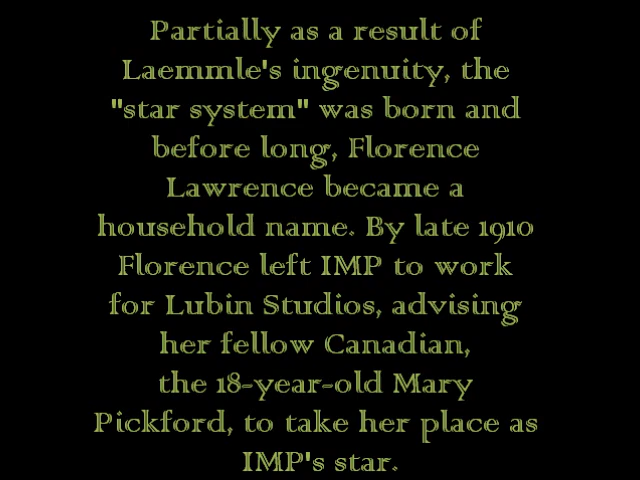 Partially as a result of
Laemmle's ingenuity, the
"star system" was born and
before long, Florence
Lawrence became a
household name. By late 1910
Florence left IMP to work
for Lubin Studios, advising
her fellow Canadian,
the 18-year-old Mary
Pickford, to take her place as
IMP's star.